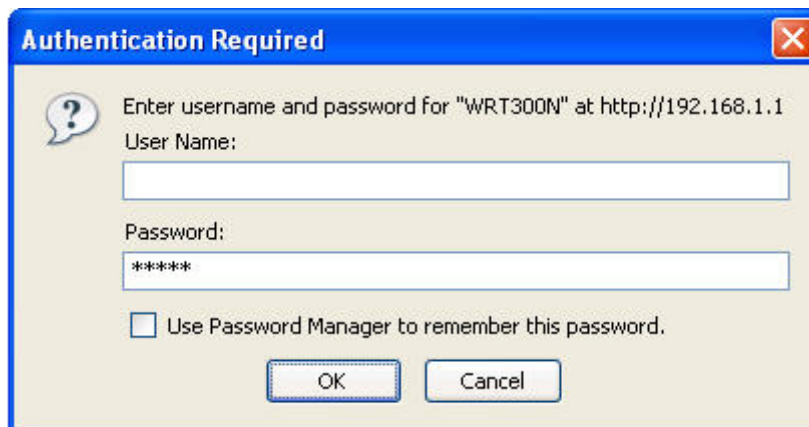 Authentication Required
Enter username and password for "WRT300N" at http://192.168.1.1
User Name:
Password:
*****
Use Password Manager to remember this password.
OK Cancel